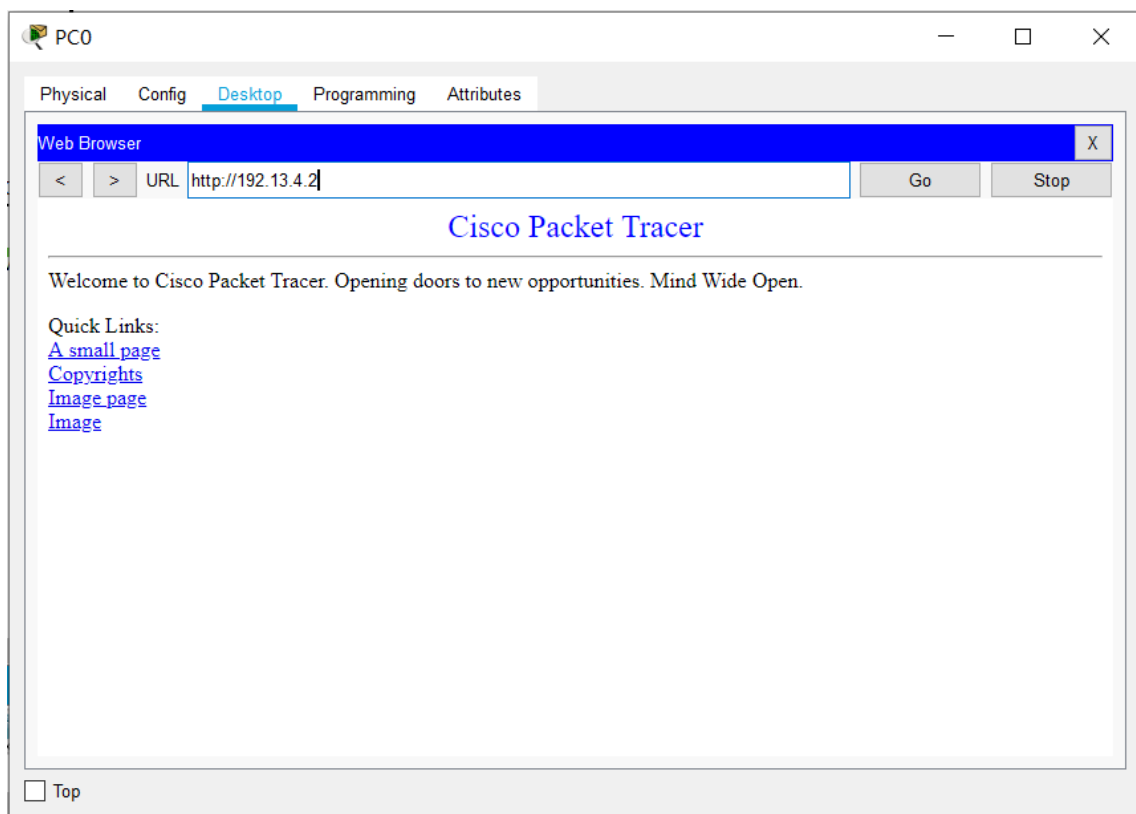 PC0
Physical Config Desktop Programming Attributes
Web Browser X
< > URL http://192.13.4.2 Go Stop
Cisco Packet Tracer
Welcome to Cisco Packet Tracer. Opening doors to new opportunities. Mind Wide Open.
Quick Links:
A small page
Copyrights
Image page
Image
Top